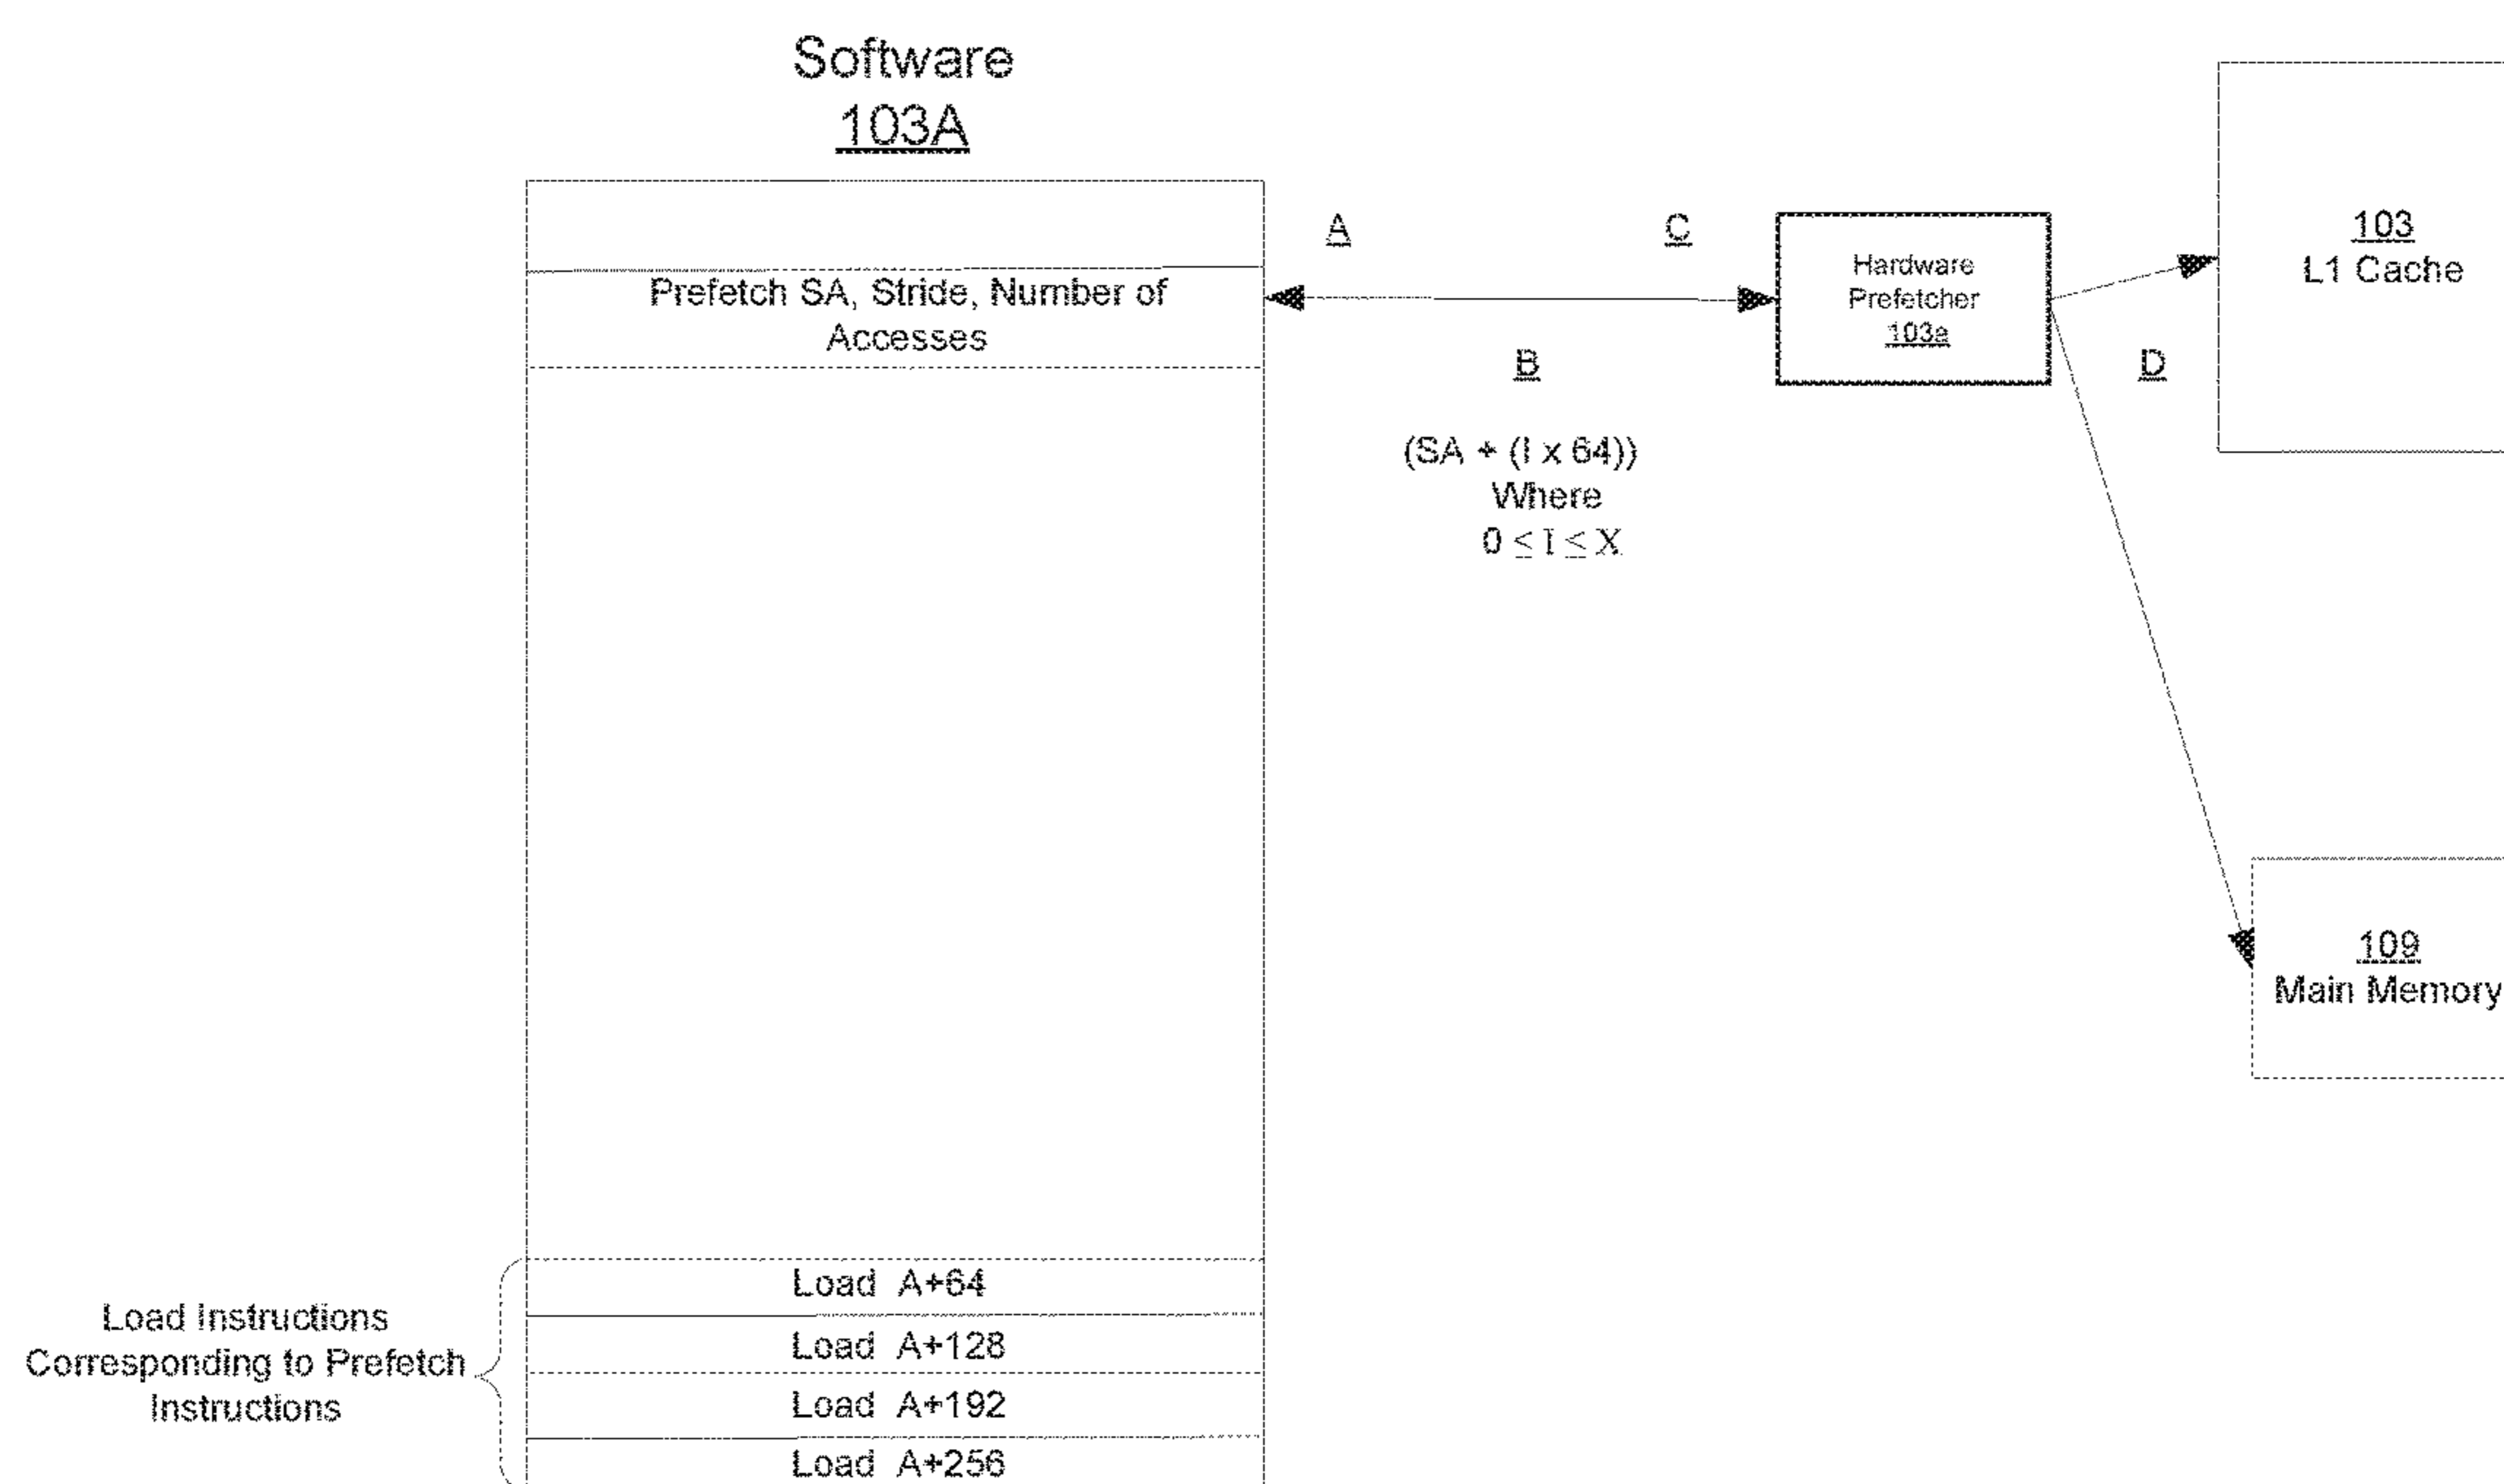 Software
103A
Prefetch SA, Stride, Number of
Accesses
A
C
B
(SA + (I x 64))
Where
0 ≤ I ≤ X
Hardware
Prefetcher
103a
D
103
L1 Cache
109
Main Memory
Load Instructions
Corresponding to Prefetch
Instructions
Load A+64
Load A+128
Load A+192
Load A+256